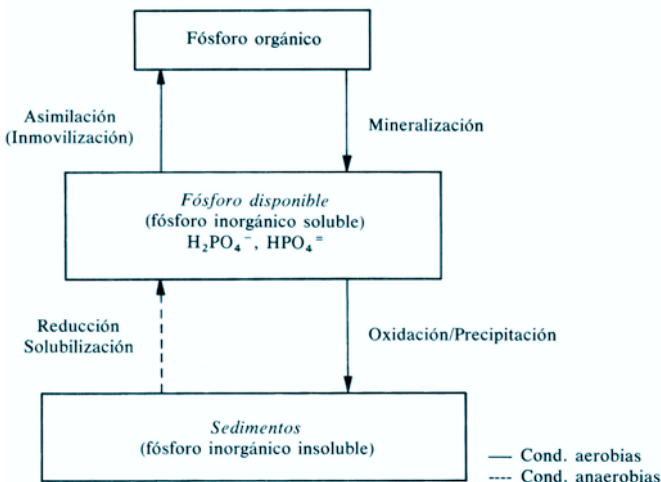 Fósforo orgánico
Asimilación
(Inmovilización)
Mineralización
Fósforo disponible
(fósforo inorgánico soluble)
H₂PO₄⁻, HPO₄⁼
Reducción
Solubilización
Oxidación/Precipitación
Sedimentos
(fósforo inorgánico insoluble)
Cond. aerobias
Cond. anaerobias